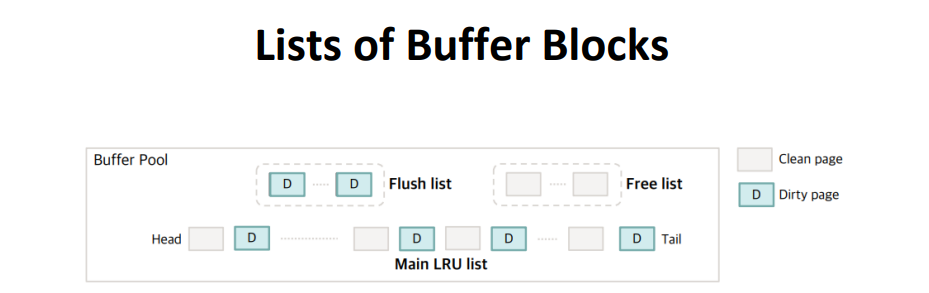 Lists of Buffer Blocks
Buffer Pool
Clean page
D
D
Flush list
Free list
D
Dirty page
Head
D
D
D
D
Tail
Main LRU list